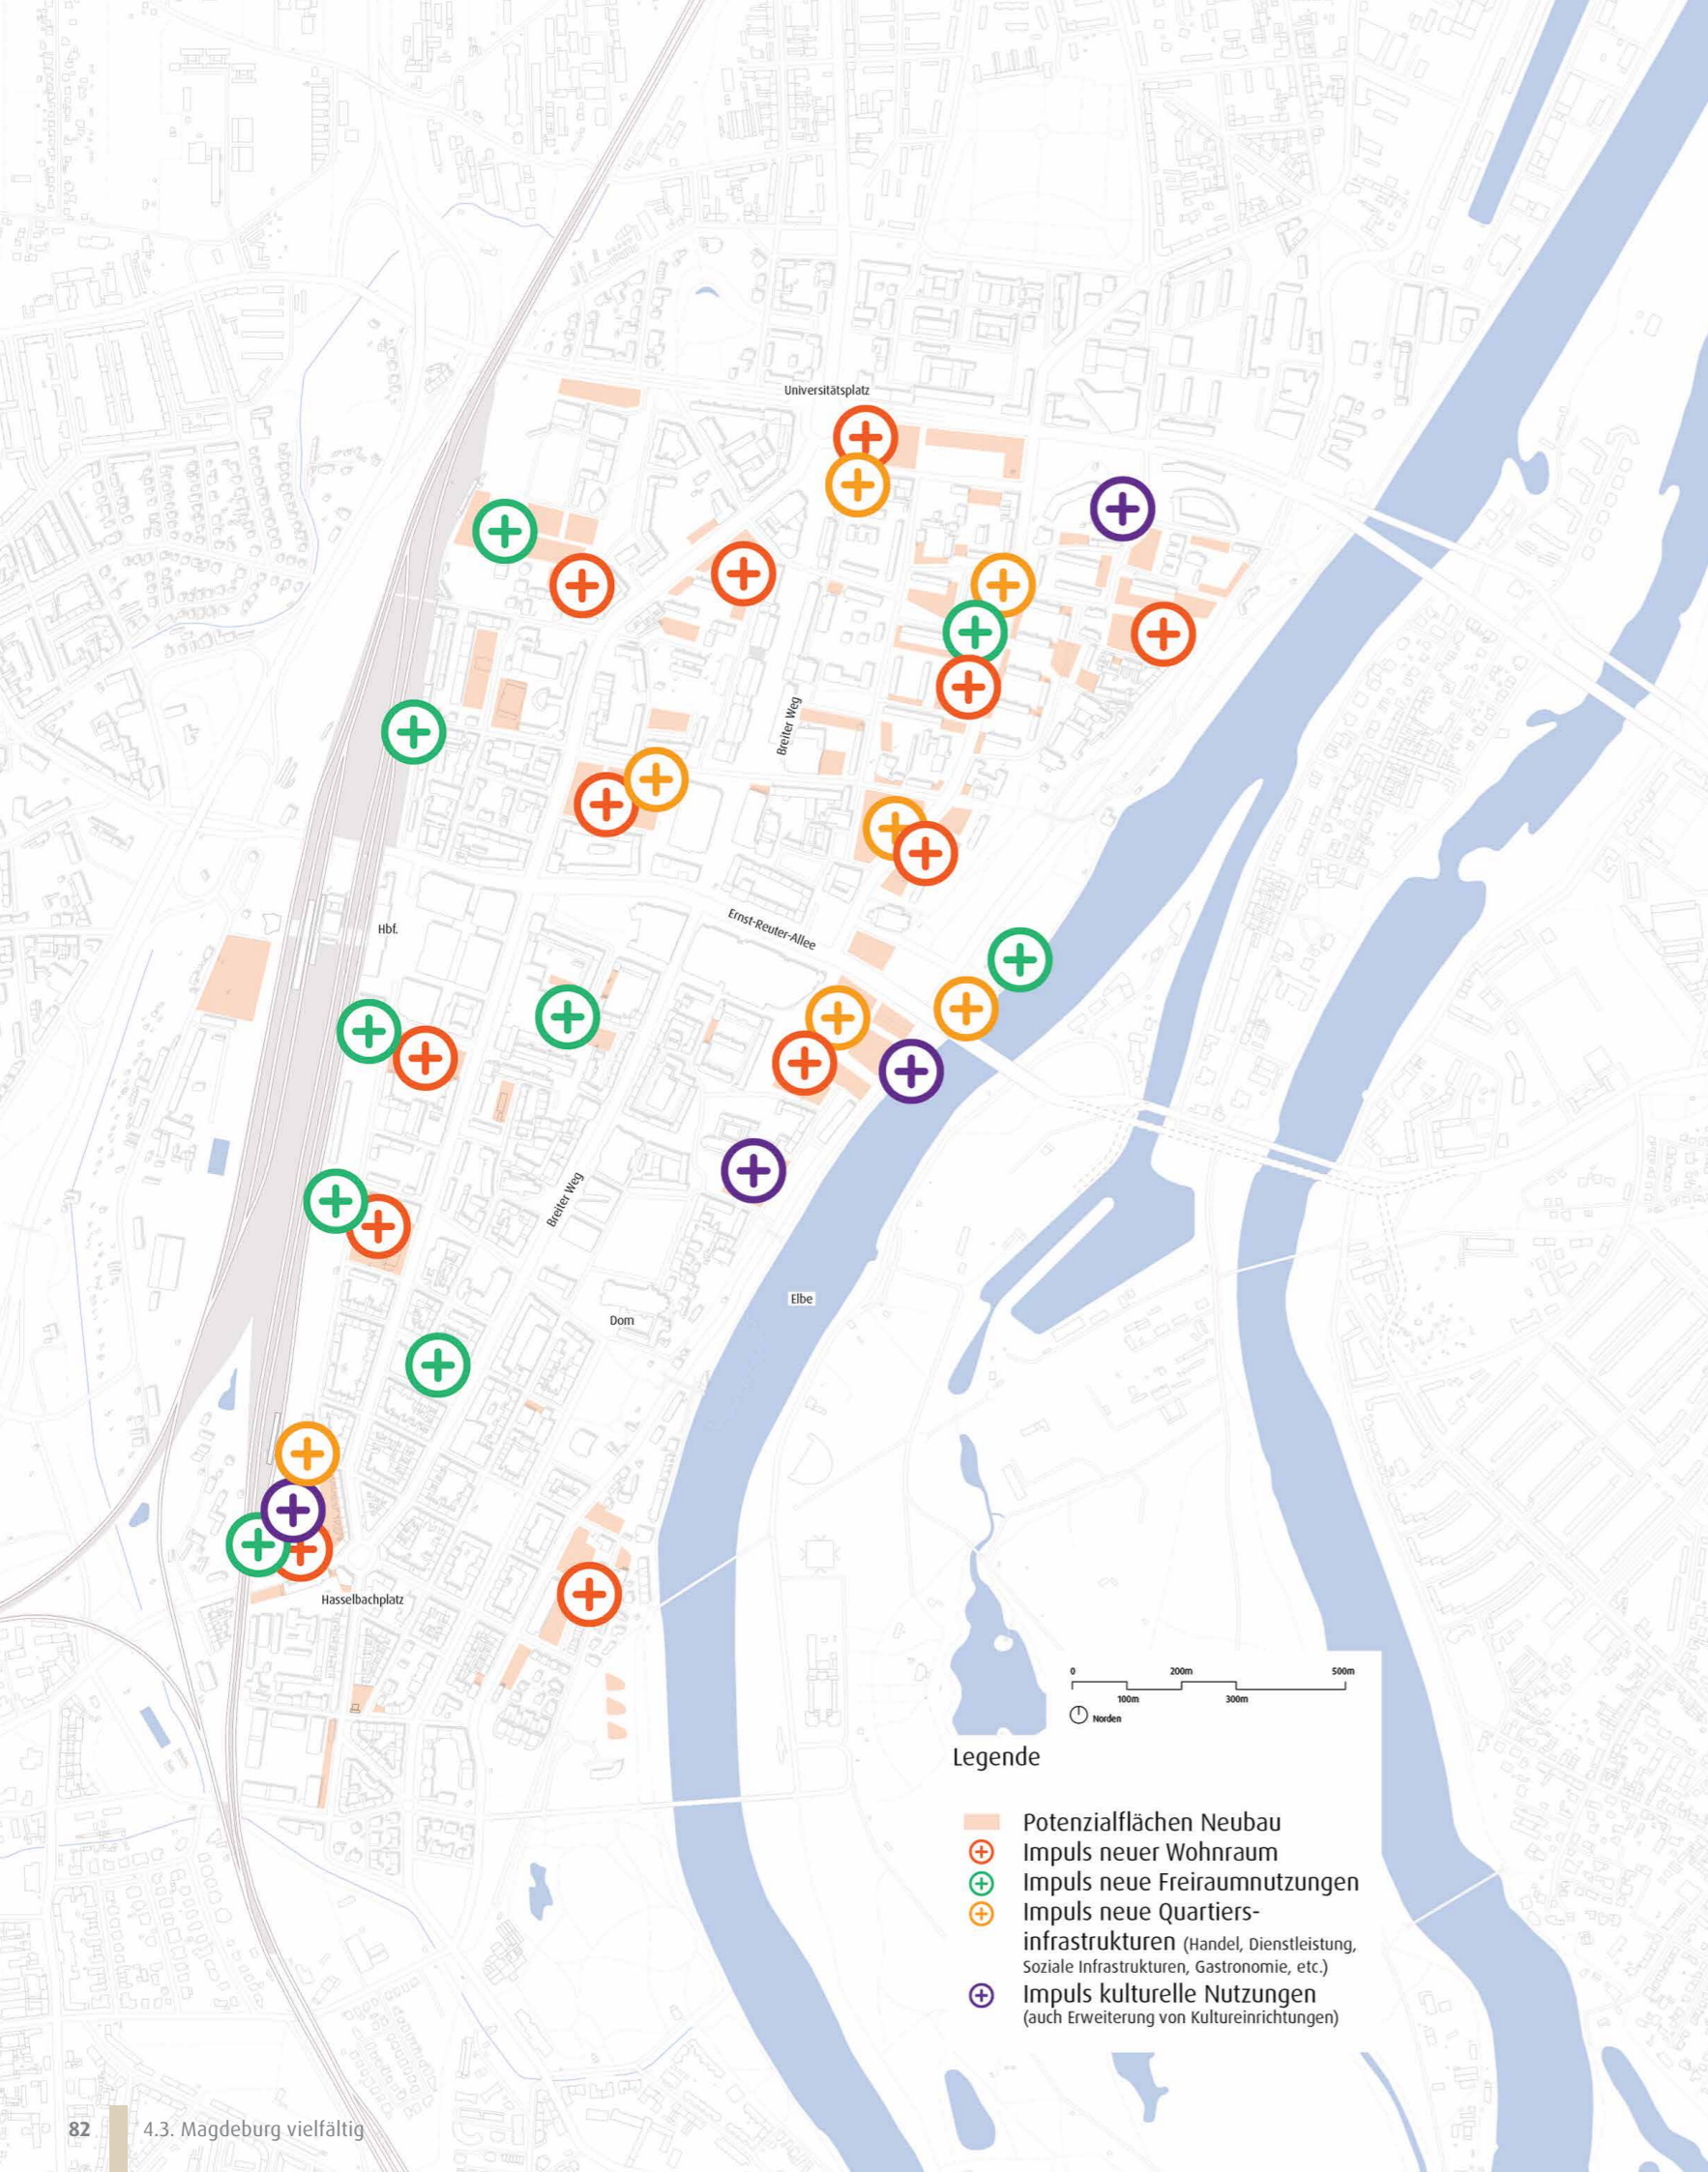 Universitätsplatz
Breiter Weg
Ernst-Reuter-Allee
Hbf.
Breiter Weg
Elbe
Dom
Hasselbachplatz
0 200m 500m
100m 300m
Norden
Legende
Potenzialflächen Neubau
Impuls neuer Wohnraum
Impuls neue Freiraumnutzungen
Impuls neue Quartiers-
infrastrukturen (Handel, Dienstleistung,
Soziale Infrastrukturen, Gastronomie, etc.)
Impuls kulturelle Nutzungen
(auch Erweiterung von Kultureinrichtungen)
82 4.3. Magdeburg vielfältig